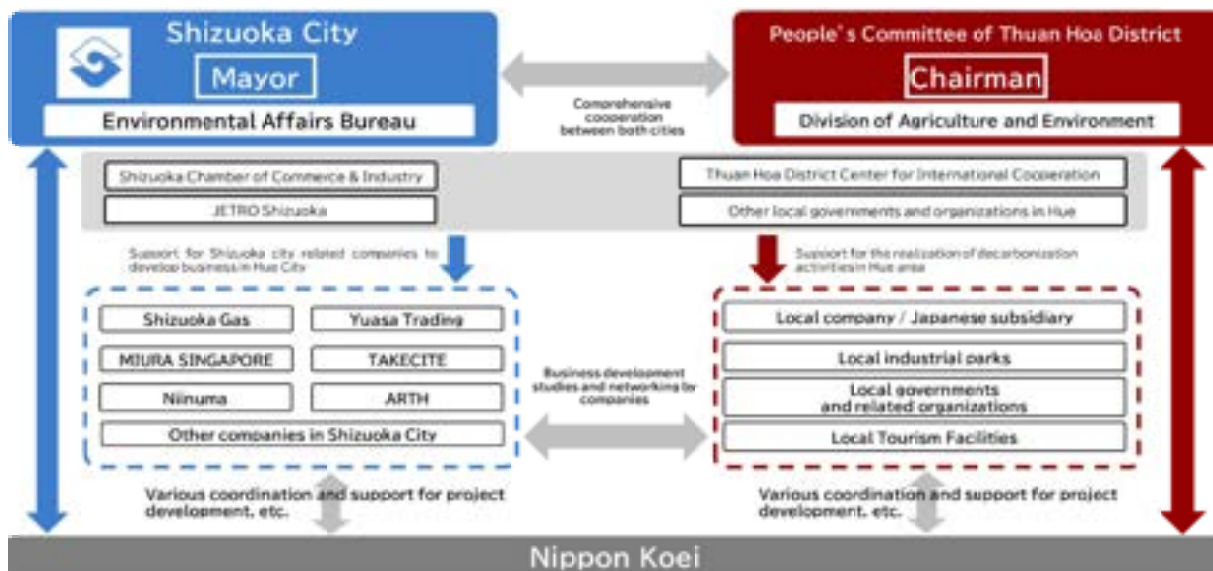 Shizuoka City
Mayor
Environmental Affairs Bureau
People's Committee of Thuan Hoa District
Chairman
Division of Agriculture and Environment
Comprehensive
cooperation
between both cities
Shizuoka Chamber of Commerce & Industry
JETRO Shizuoka
Thuan Hoa District Center for International Cooperation
Other local governments and organizations in Hue
Support for Shizuoka city related companies to
develop business in Hue City
Support for the realization of decarbonization
activities in Hue area
Shizuoka Gas
Yuasa Trading
MIURA SINGAPORE
TAKECITE
Niinuma
ARTH
Other companies in Shizuoka City
Business development
studies and networking by
companies
Local company / Japanese subsidiary
Local industrial parks
Local governments
and related organizations
Local Tourism Facilities
Various coordination and support for project
development, etc.
Various coordination and support for project
development, etc.
Nippon Koei